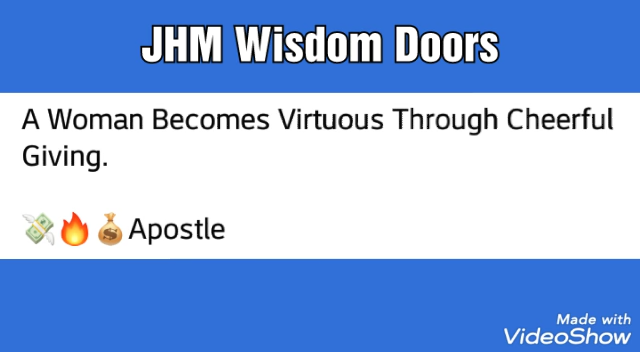 JHM Wisdom Doors
A Woman Becomes Virtuous Through Cheerful
Giving.
💸🔥💰Apostle
Made with
VideoShow